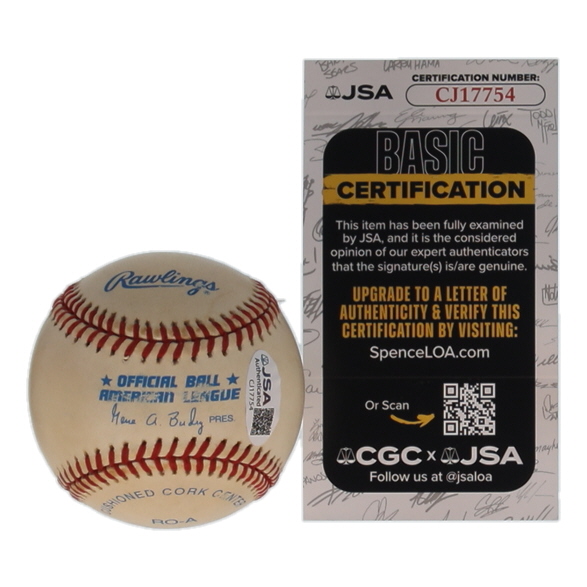 Rawlings
★ OFFICIAL BALL ★
AMERICAN LEAGUE
Gene A. Budig PRES.
CUSHIONED CORK CENTER
RO-A
JSA
Authenticated
CJ17754
JSA
CERTIFICATION NUMBER:
CJ17754
LARRY HAMA
BASIC
CERTIFICATION
This item has been fully examined
by JSA, and it is the considered
opinion of our expert authenticators
that the signature(s) is/are genuine.
UPGRADE TO A LETTER OF
AUTHENTICITY & VERIFY THIS
CERTIFICATION BY VISITING:
SpenceLOA.com
Or Scan
CGC x JSA
Follow us at @jsaloa